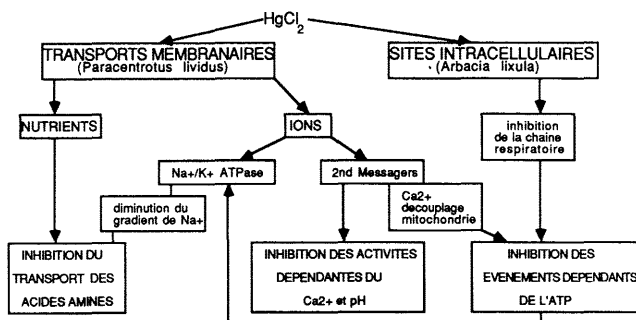 HgCl2
TRANSPORTS MEMBRANAIRES
(Paracentrotus lividus)
SITES INTRACELLULAIRES
(Arbacia lixula)
NUTRIENTS
IONS
inhibition
de la chaine
respiratoire
Na+/K+ ATPase
2nd Messagers
diminution du
gradient de Na+
Ca2+
decouplage
mitochondrie
INHIBITION DU
TRANSPORT DES
ACIDES AMINES
INHIBITION DES ACTIVITES
DEPENDANTES DU
Ca2+ et pH
INHIBITION DES
EVENEMENTS DEPENDANTS
DE L'ATP